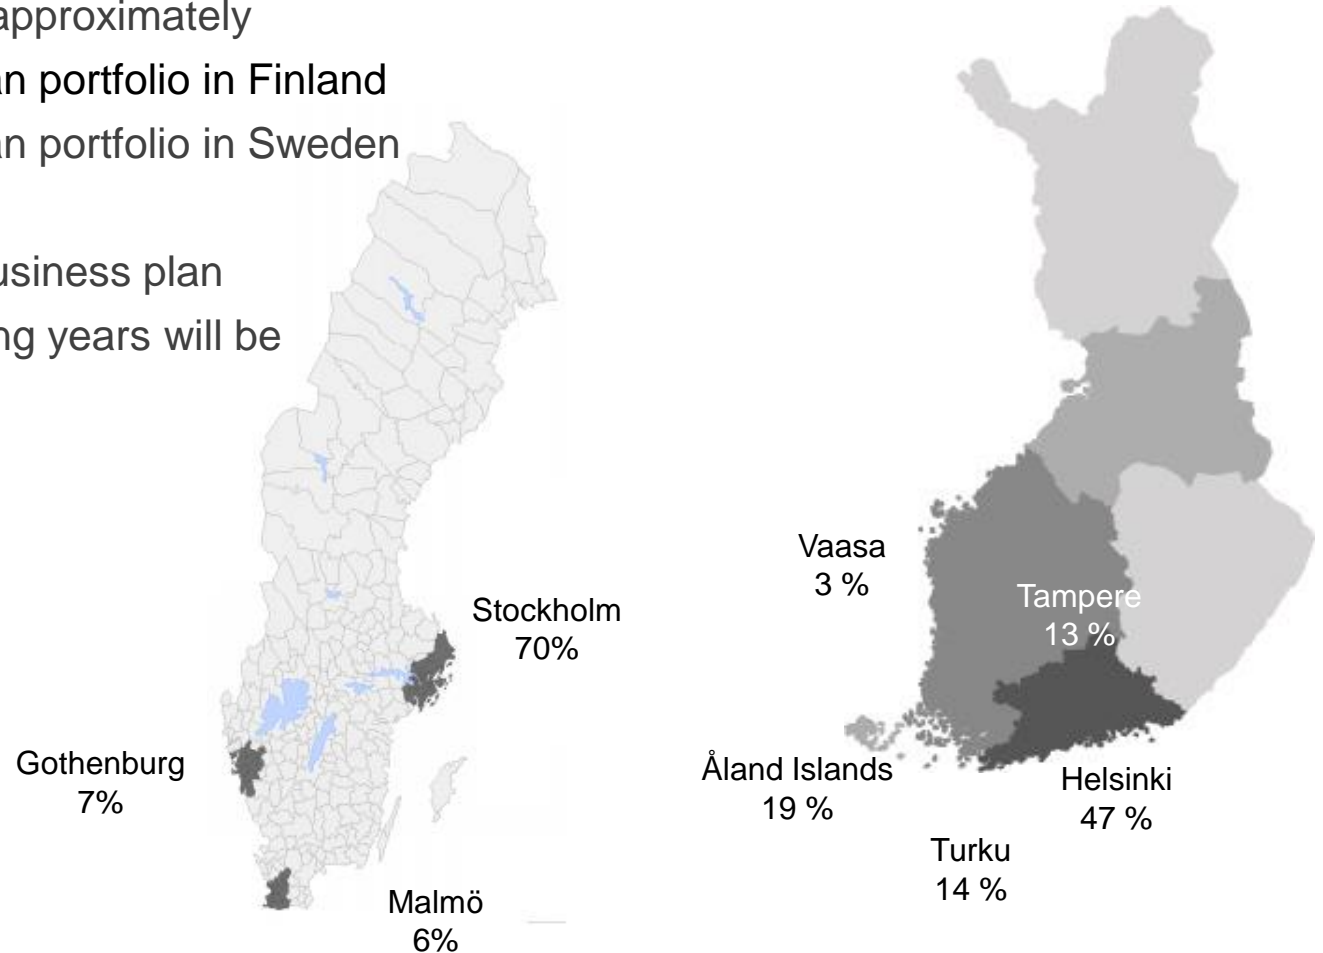 approximately
an portfolio in Finland
an portfolio in Sweden
usiness plan
ng years will be
Stockholm
70%
Gothenburg
7%
Malmö
6%
Vaasa
3 %
Tampere
13 %
Åland Islands
19 %
Helsinki
47 %
Turku
14 %